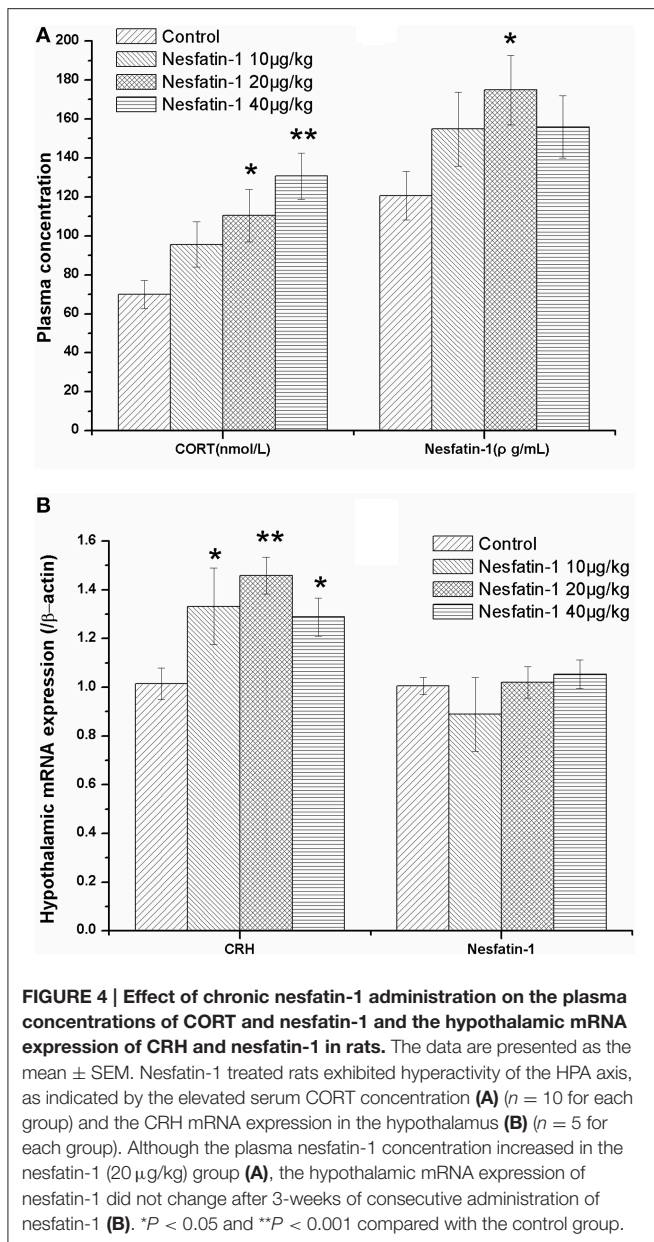 A
200
180
160
140
120
100
80
60
40
20
0
Plasma concentration
Control
Nesfatin-1 10µg/kg
Nesfatin-1 20µg/kg
Nesfatin-1 40µg/kg
*
**
*
CORT(nmol/L)
Nesfatin-1(ρ g/mL)
B
1.6
1.4
1.2
1.0
0.8
0.6
0.4
0.2
0.0
Hypothalamic mRNA expression (/β-actin)
*
**
*
Control
Nesfatin-1 10µg/kg
Nesfatin-1 20µg/kg
Nesfatin-1 40µg/kg
CRH
Nesfatin-1
FIGURE 4 | Effect of chronic nesfatin-1 administration on the plasma
concentrations of CORT and nesfatin-1 and the hypothalamic mRNA
expression of CRH and nesfatin-1 in rats. The data are presented as the
mean ± SEM. Nesfatin-1 treated rats exhibited hyperactivity of the HPA axis,
as indicated by the elevated serum CORT concentration (A) (n = 10 for each
group) and the CRH mRNA expression in the hypothalamus (B) (n = 5 for
each group). Although the plasma nesfatin-1 concentration increased in the
nesfatin-1 (20 µg/kg) group (A), the hypothalamic mRNA expression of
nesfatin-1 did not change after 3-weeks of consecutive administration of
nesfatin-1 (B). *P < 0.05 and **P < 0.001 compared with the control group.